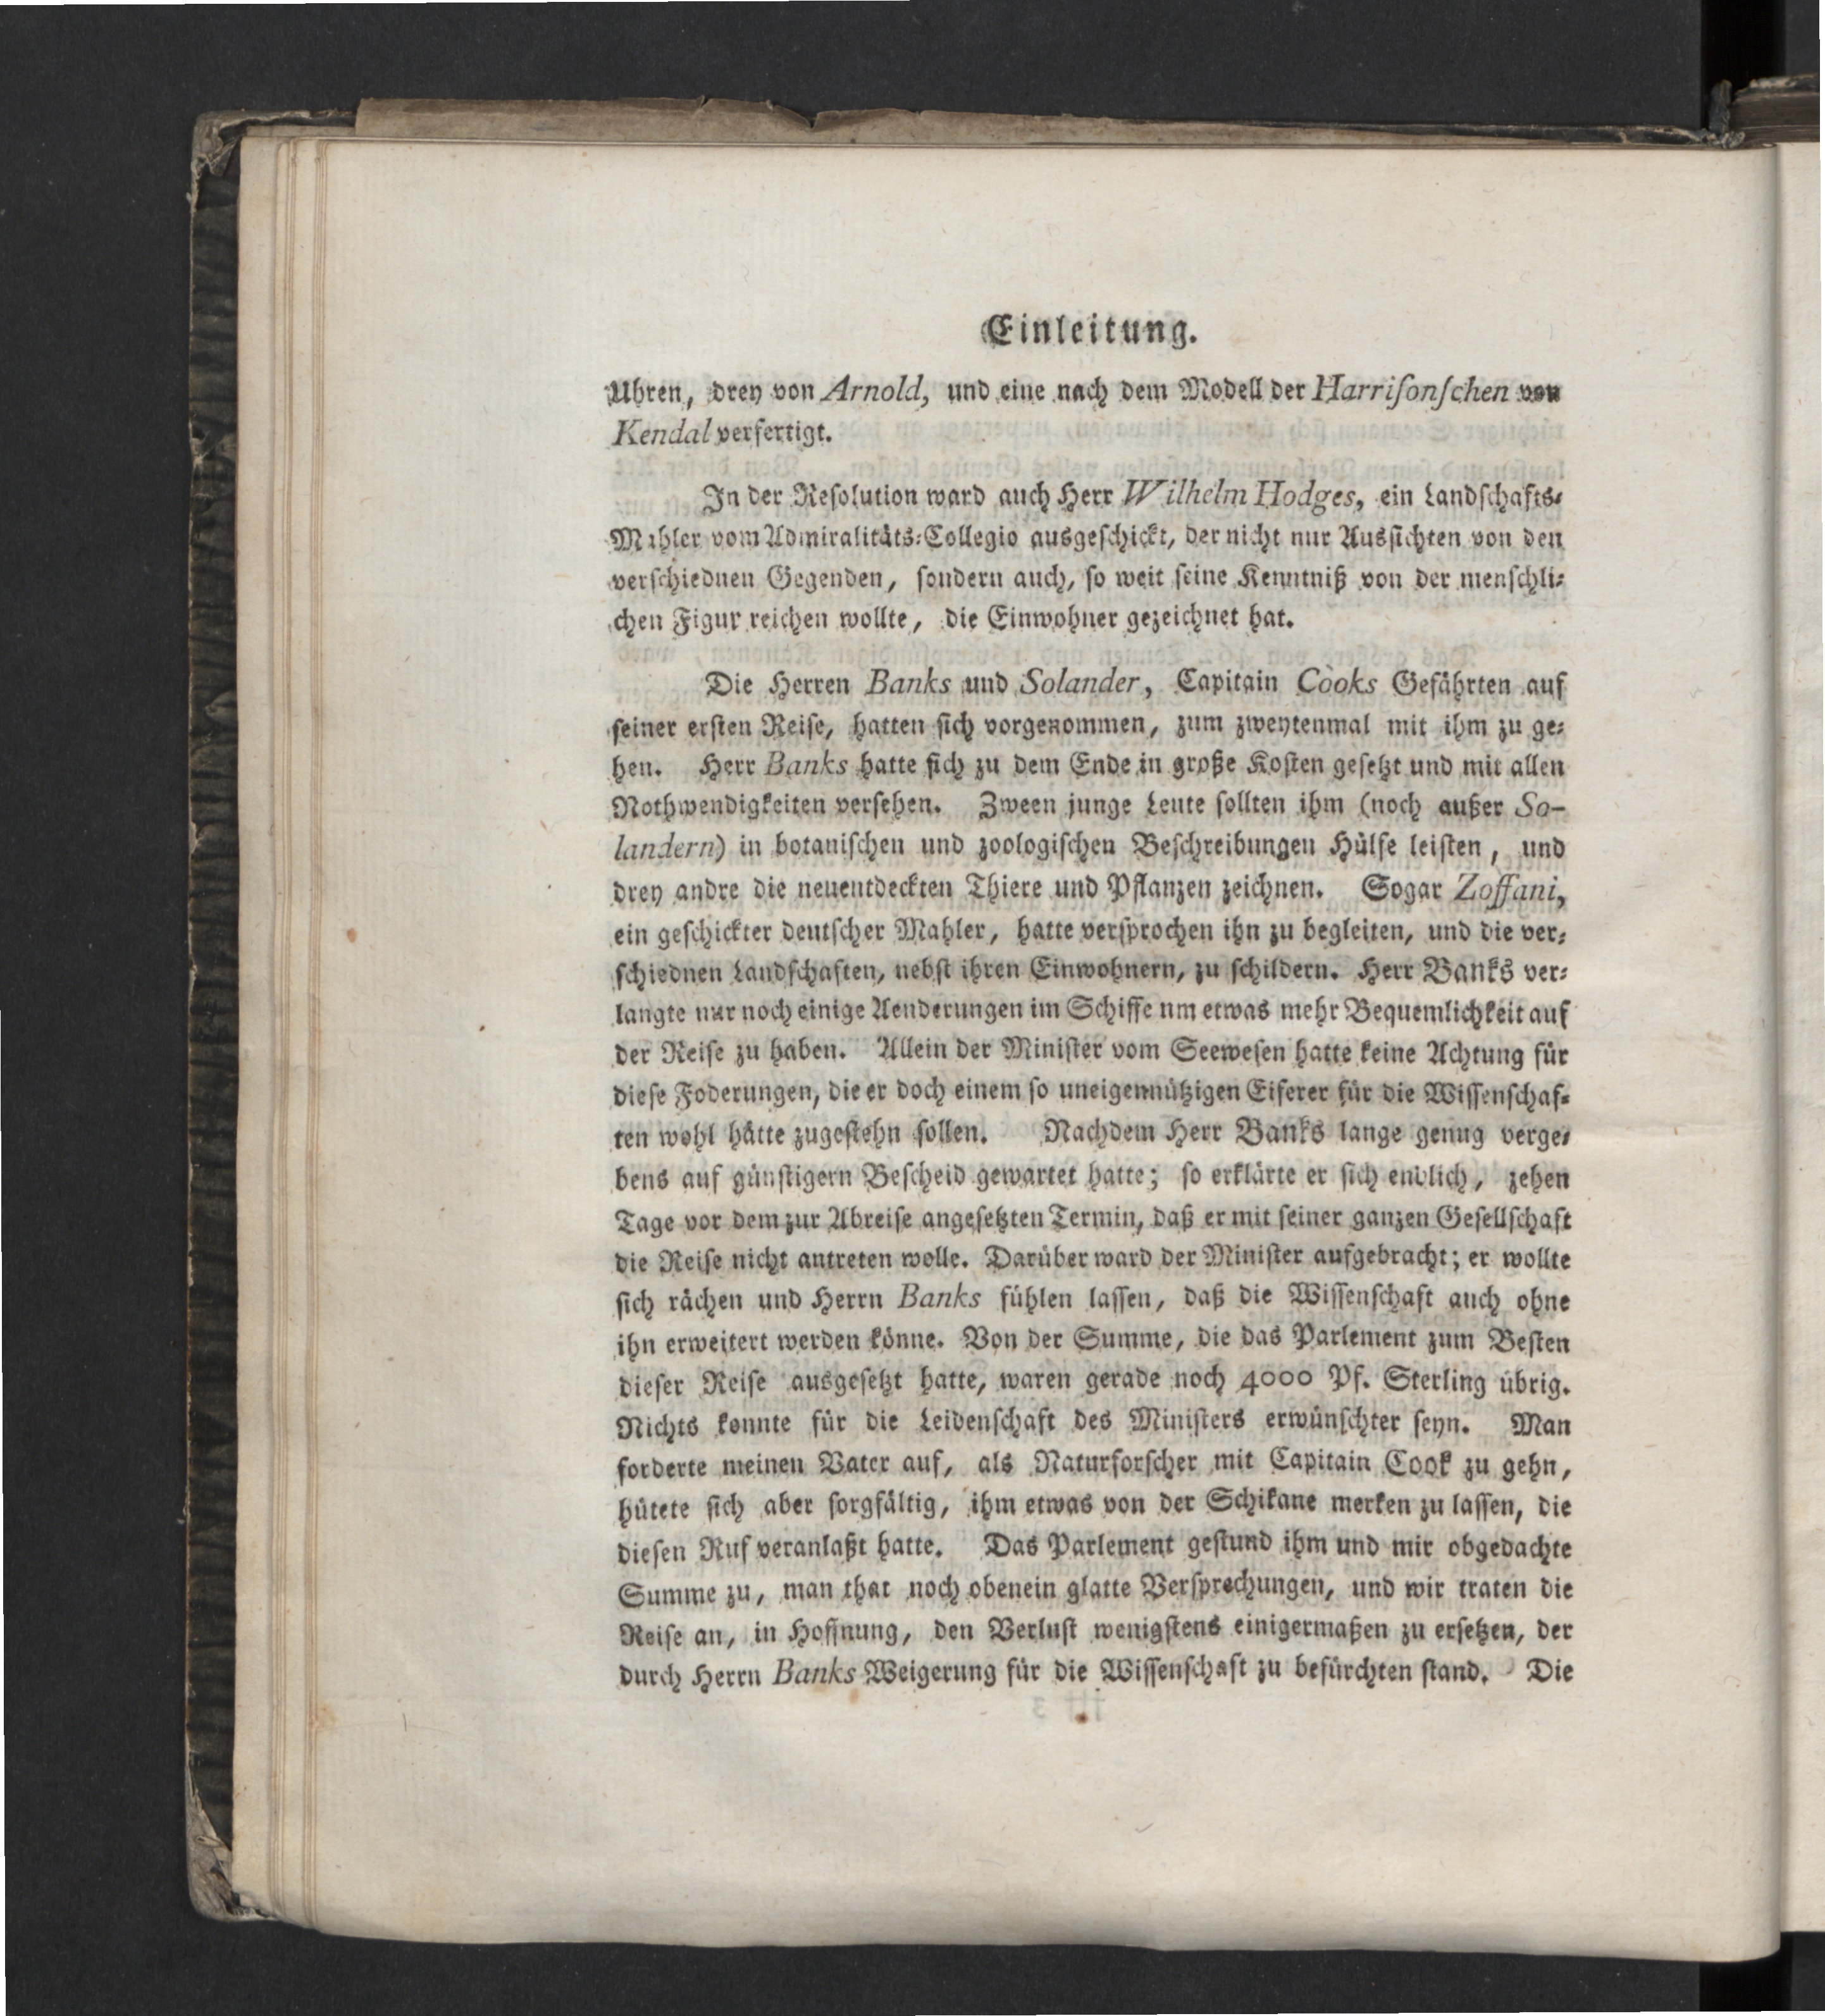 Einleitung.
Uhren, drey von Arnold, und eine nach dem Modell der Harriſonſchen von
Kendal verfertigt.
In der Reſolution ward auch Herr Wilhelm Hodges, ein Landſchafts-
Mahler vom Admiralitäts-Collegio ausgeſchickt, der nicht nur Ausſichten von den
verſchiednen Gegenden, ſondern auch, ſo weit ſeine Kenntniß von der menſchli-
chen Figur reichen wollte, die Einwohner gezeichnet hat.
Die Herren Banks und Solander, Capitain Cooks Gefährten auf
ſeiner erſten Reiſe, hatten ſich vorgenommen, zum zweytenmal mit ihm zu ge-
hen. Herr Banks hatte ſich zu dem Ende in große Koſten geſetzt und mit allen
Nothwendigkeiten verſehen. Zween junge Leute ſollten ihm (noch außer So-
landern) in botaniſchen und zoologiſchen Beſchreibungen Hülfe leiſten, und
drey andre die neuentdeckten Thiere und Pflanzen zeichnen. Sogar Zoffani,
ein geſchickter deutſcher Mahler, hatte verſprochen ihn zu begleiten, und die ver-
ſchiednen Landſchaften, nebſt ihren Einwohnern, zu ſchildern. Herr Banks ver-
langte nur noch einige Aenderungen im Schiffe um etwas mehr Bequemlichkeit auf
der Reiſe zu haben. Allein der Miniſter vom Seeweſen hatte keine Achtung für
dieſe Foderungen, die er doch einem ſo uneigennützigen Eiferer für die Wiſſenſchaf-
ten wohl hätte zugeſtehn ſollen. Nachdem Herr Banks lange genug verge-
bens auf günſtigern Beſcheid gewartet hatte; ſo erklärte er ſich endlich, zehen
Tage vor dem zur Abreiſe angeſetzten Termin, daß er mit ſeiner ganzen Geſellſchaft
die Reiſe nicht antreten wolle. Darüber ward der Miniſter aufgebracht; er wollte
ſich rächen und Herrn Banks fühlen laſſen, daß die Wiſſenſchaft auch ohne
ihn erweitert werden könne. Von der Summe, die das Parlement zum Beſten
dieſer Reiſe ausgeſetzt hatte, waren gerade noch 4000 Pf. Sterling übrig.
Nichts konnte für die Leidenſchaft des Miniſters erwünſchter ſeyn. Man
forderte meinen Vater auf, als Naturforſcher mit Capitain Cook zu gehn,
hütete ſich aber ſorgfältig, ihm etwas von der Schikane merken zu laſſen, die
dieſen Ruf veranlaßt hatte. Das Parlement geſtund ihm und mir obgedachte
Summe zu, man that noch obenein glatte Verſprechungen, und wir traten die
Reiſe an, in Hoffnung, den Verluſt wenigſtens einigermaßen zu erſetzen, der
durch Herrn Banks Weigerung für die Wiſſenſchaft zu befürchten ſtand. Die